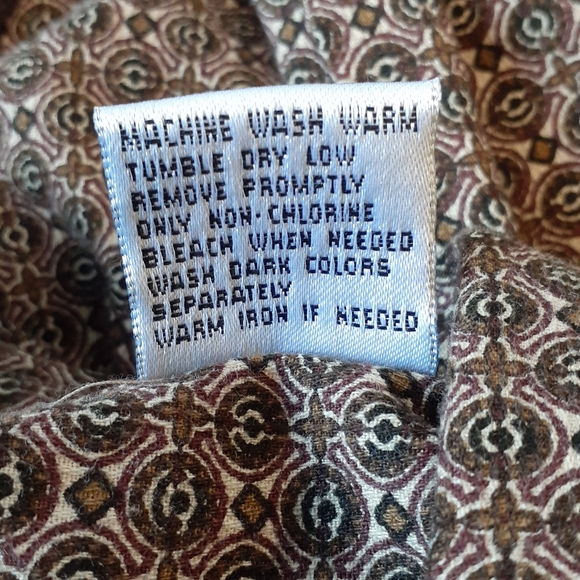 MACHINE WASH WARM
TUMBLE DRY LOW
REMOVE PROMPTLY
ONLY NON-CHLORINE
BLEACH WHEN NEEDED
WASH DARK COLORS
SEPARATELY
WARM IRON IF NEEDED